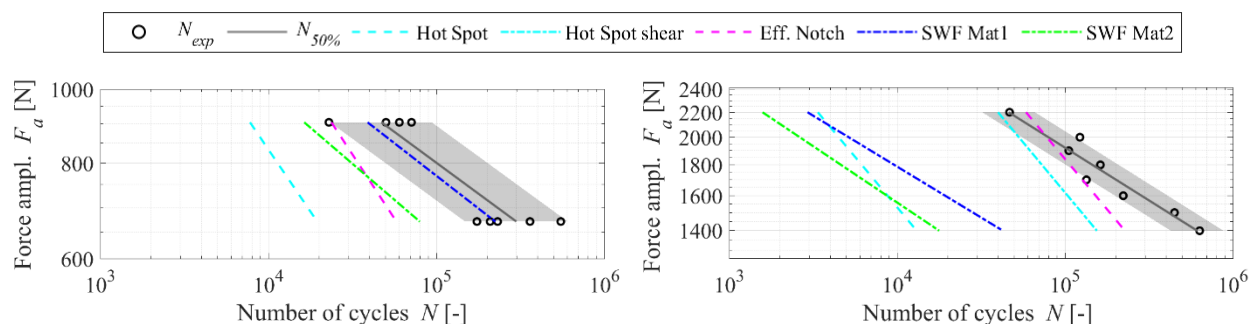 N_exp N_50% Hot Spot Hot Spot shear Eff. Notch SWF Mat1 SWF Mat2
Force ampl. F_a [N]
1000
800
600
10^3 10^4 10^5 10^6
Number of cycles N [-]
Force ampl. F_a [N]
2400
2200
2000
1800
1600
1400
10^3 10^4 10^5 10^6
Number of cycles N [-]